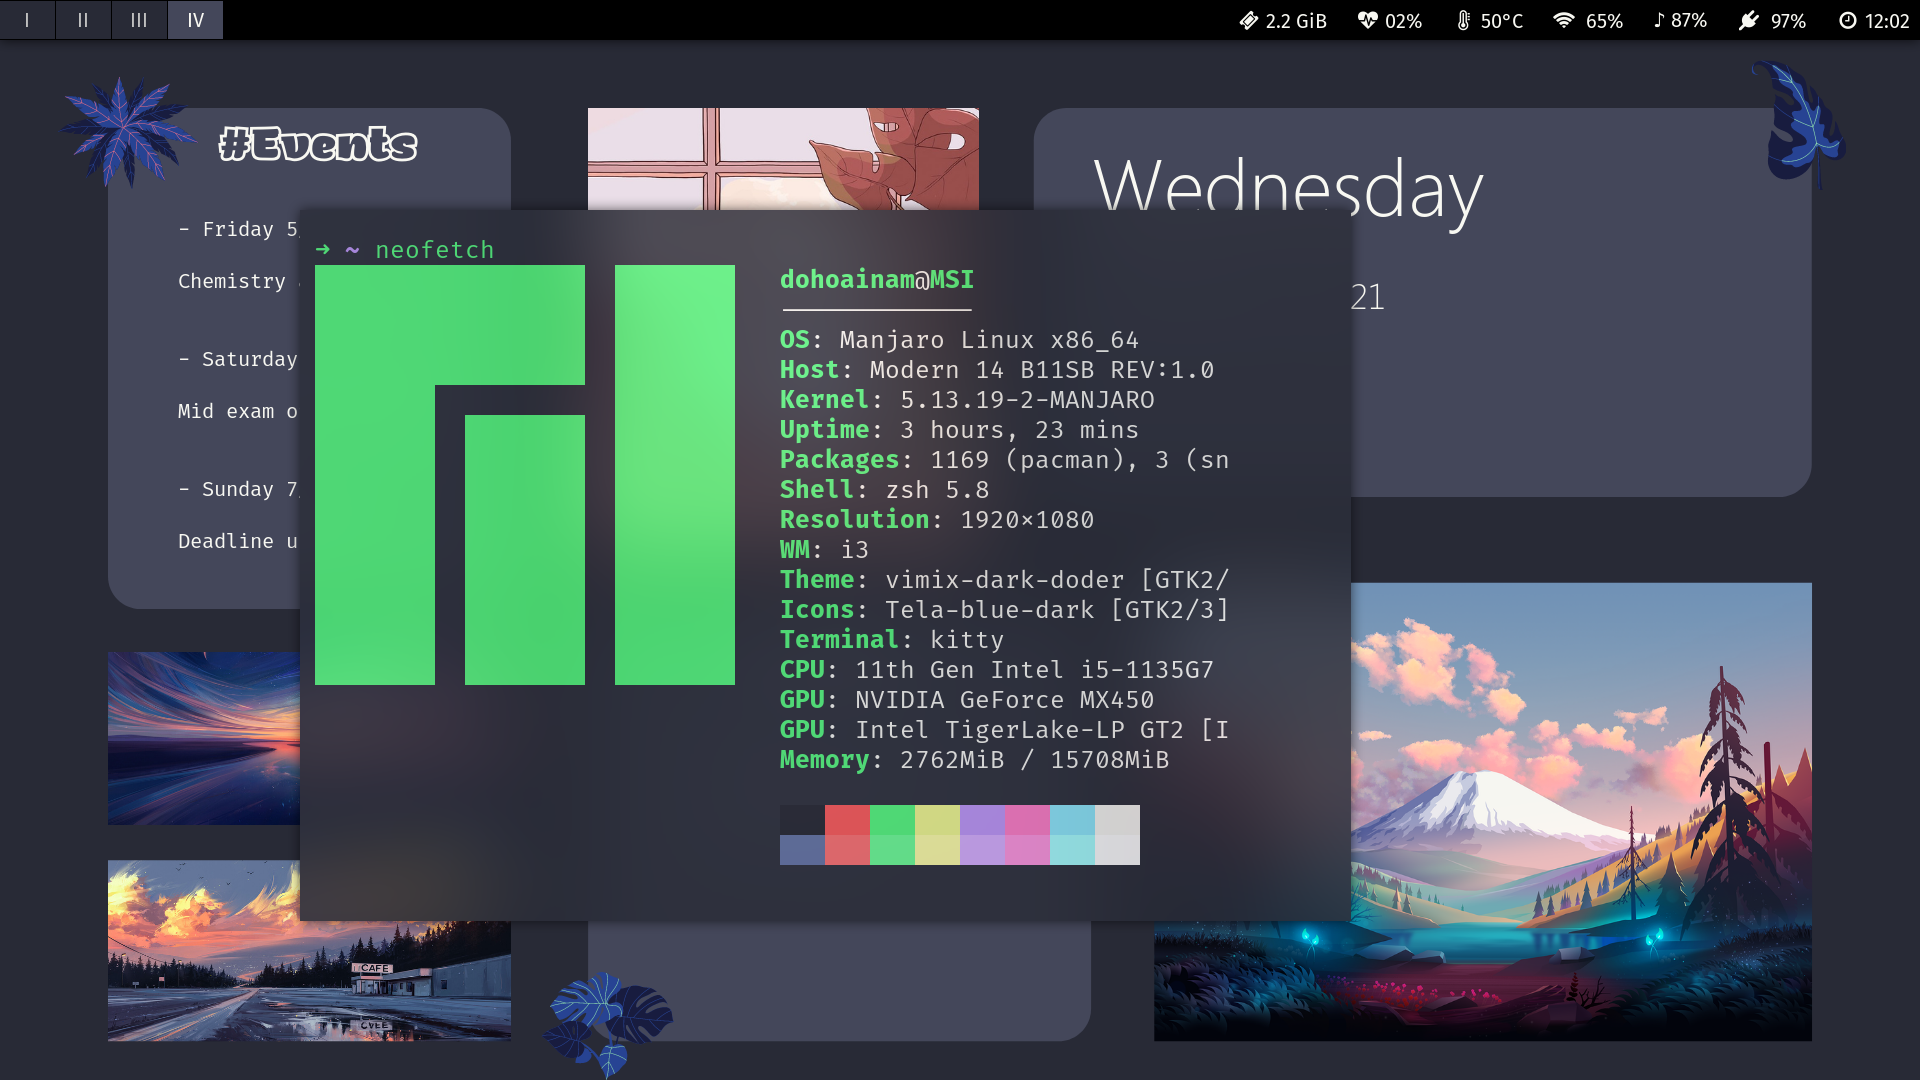 I II III IV 2.2 GiB 02% 50°C 65% 87% 97% 12:02
#Events
- Friday 5
Chemistry
- Saturday
Mid exam o
- Sunday 7
Deadline u
Wednesday
21
➜ ~ neofetch
dohoainam@MSI
OS: Manjaro Linux x86_64
Host: Modern 14 B11SB REV:1.0
Kernel: 5.13.19-2-MANJARO
Uptime: 3 hours, 23 mins
Packages: 1169 (pacman), 3 (sn
Shell: zsh 5.8
Resolution: 1920×1080
WM: i3
Theme: vimix-dark-doder [GTK2/
Icons: Tela-blue-dark [GTK2/3]
Terminal: kitty
CPU: 11th Gen Intel i5-1135G7
GPU: NVIDIA GeForce MX450
GPU: Intel TigerLake-LP GT2 [I
Memory: 2762MiB / 15708MiB
CAFE